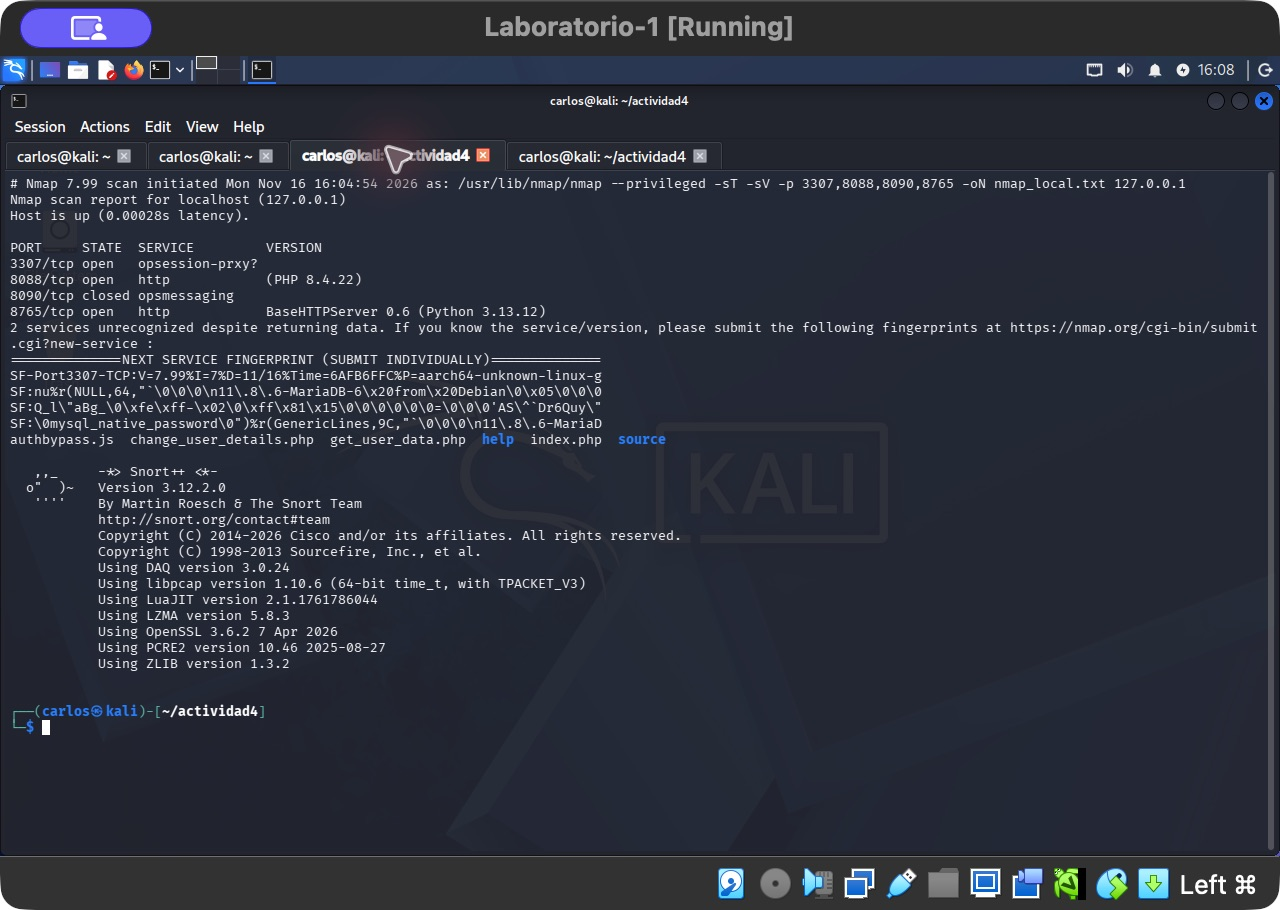 Laboratorio-1 [Running]
16:08
carlos@kali: ~/actividad4
Session Actions Edit View Help
carlos@kali: ~ carlos@kali: ~ carlos@kali: ~/actividad4 carlos@kali: ~/actividad4
# Nmap 7.99 scan initiated Mon Nov 16 16:04:54 2026 as: /usr/lib/nmap/nmap --privileged -sT -sV -p 3307,8088,8090,8765 -oN nmap_local.txt 127.0.0.1
Nmap scan report for localhost (127.0.0.1)
Host is up (0.00028s latency).
PORT     STATE  SERVICE         VERSION
3307/tcp open   opsession-prxy?
8088/tcp open   http            (PHP 8.4.22)
8090/tcp closed opsmessaging
8765/tcp open   http            BaseHTTPServer 0.6 (Python 3.13.12)
2 services unrecognized despite returning data. If you know the service/version, please submit the following fingerprints at https://nmap.org/cgi-bin/submit
.cgi?new-service :
==============NEXT SERVICE FINGERPRINT (SUBMIT INDIVIDUALLY)==============
SF-Port3307-TCP:V=7.99%I=7%D=11/16%Time=6AFB6FFC%P=aarch64-unknown-linux-g
SF:nu%r(NULL,64,"`\0\0\0\n11\.8\.6-MariaDB-6\x20from\x20Debian\0\x05\0\0\0
SF:Q_l\"aBg_\0\xfe\xff-\x02\0\xff\x81\x15\0\0\0\0\0\0=\0\0\0'AS\^`Dr6Quy\"
SF:\0mysql_native_password\0")%r(GenericLines,9C,"`\0\0\0\n11\.8\.6-MariaD
authbypass.js  change_user_details.php  get_user_data.php  help  index.php  source
   ,,_     -*> Snort++ <*-
  o"  )~   Version 3.12.2.0
   ''''    By Martin Roesch & The Snort Team
           http://snort.org/contact#team
           Copyright (C) 2014-2026 Cisco and/or its affiliates. All rights reserved.
           Copyright (C) 1998-2013 Sourcefire, Inc., et al.
           Using DAQ version 3.0.24
           Using libpcap version 1.10.6 (64-bit time_t, with TPACKET_V3)
           Using LuaJIT version 2.1.1761786044
           Using LZMA version 5.8.3
           Using OpenSSL 3.6.2 7 Apr 2026
           Using PCRE2 version 10.46 2025-08-27
           Using ZLIB version 1.3.2
┌──(carlos㉿kali)-[~/actividad4]
└─$
KALI
Left ⌘